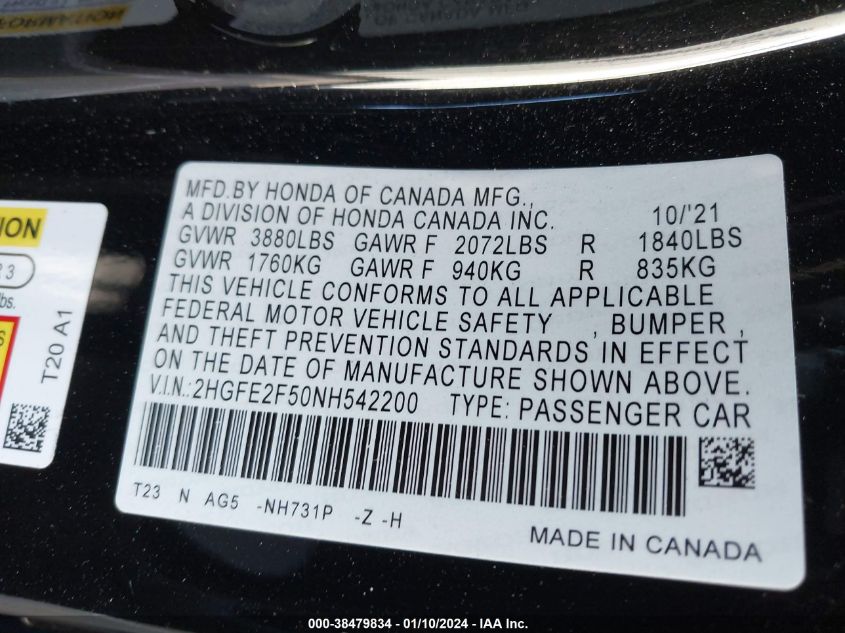 MFD.BY HONDA OF CANADA MFG.,
A DIVISION OF HONDA CANADA INC. 10/'21
GVWR 3880LBS GAWR F 2072LBS R 1840LBS
GVWR 1760KG GAWR F 940KG R 835KG
THIS VEHICLE CONFORMS TO ALL APPLICABLE
FEDERAL MOTOR VEHICLE SAFETY , BUMPER ,
AND THEFT PREVENTION STANDARDS IN EFFECT
ON THE DATE OF MANUFACTURE SHOWN ABOVE.
V.I.N.:2HGFE2F50NH542200 TYPE: PASSENGER CAR
T23 N AG5 -NH731P -Z -H
MADE IN CANADA
ION
3
lbs.
T20 A1
000-38479834 - 01/10/2024 - IAA Inc.